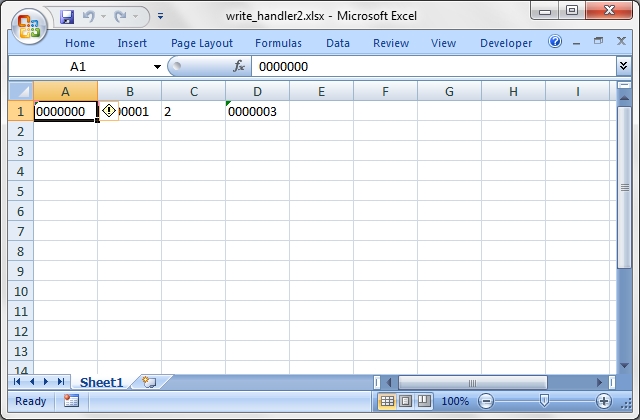 write_handler2.xlsx - Microsoft Excel
Home Insert Page Layout Formulas Data Review View Developer
A1 fx 0000000
A B C D E F G H I
1 0000000 0001 2 0000003
2
3
4
5
6
7
8
9
10
11
12
13
14
Sheet1
Ready 100%